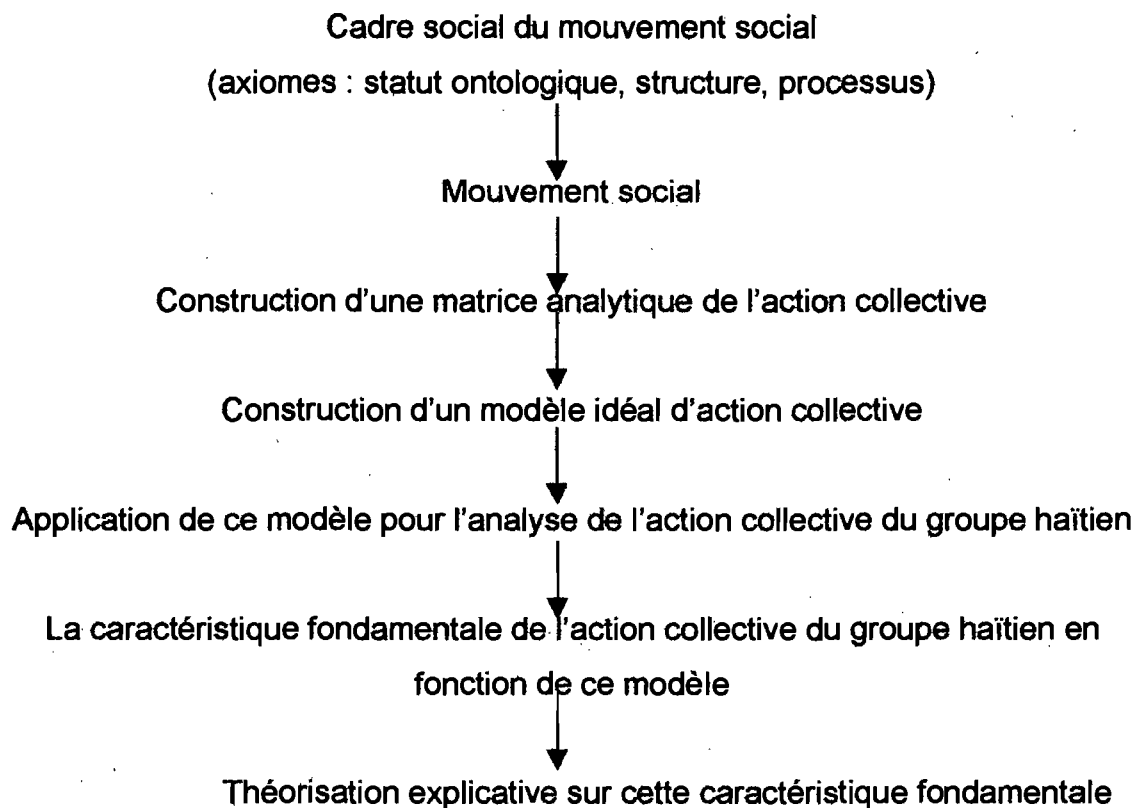 Cadre social du mouvement social
(axiomes : statut ontologique, structure, processus)
Mouvement social
Construction d'une matrice analytique de l'action collective
Construction d'un modèle idéal d'action collective
Application de ce modèle pour l'analyse de l'action collective du groupe haïtien
La caractéristique fondamentale de l'action collective du groupe haïtien en
fonction de ce modèle
Théorisation explicative sur cette caractéristique fondamentale